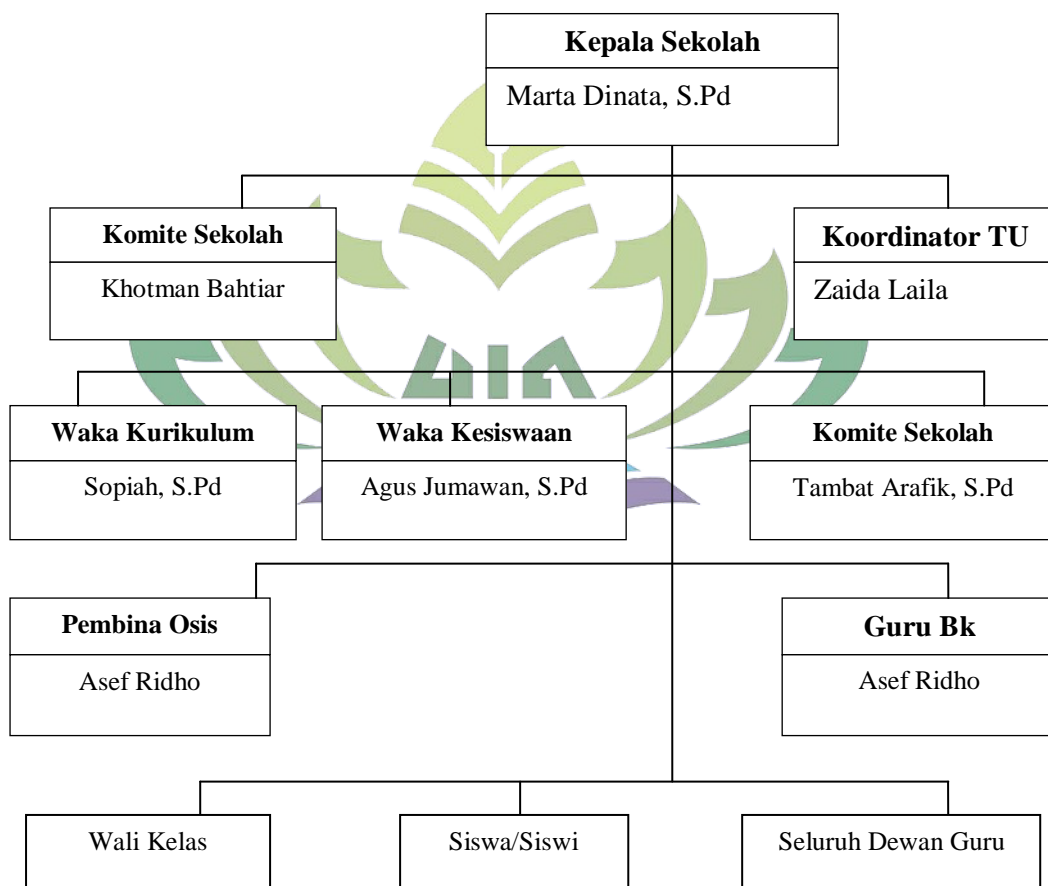 Kepala Sekolah
Marta Dinata, S.Pd
Komite Sekolah
Khotman Bahtiar
Koordinator TU
Zaida Laila
Waka Kurikulum
Sopiah, S.Pd
Waka Kesiswaan
Agus Jumawan, S.Pd
Komite Sekolah
Tambat Arafik, S.Pd
Pembina Osis
Asef Ridho
Guru Bk
Asef Ridho
Wali Kelas
Siswa/Siswi
Seluruh Dewan Guru